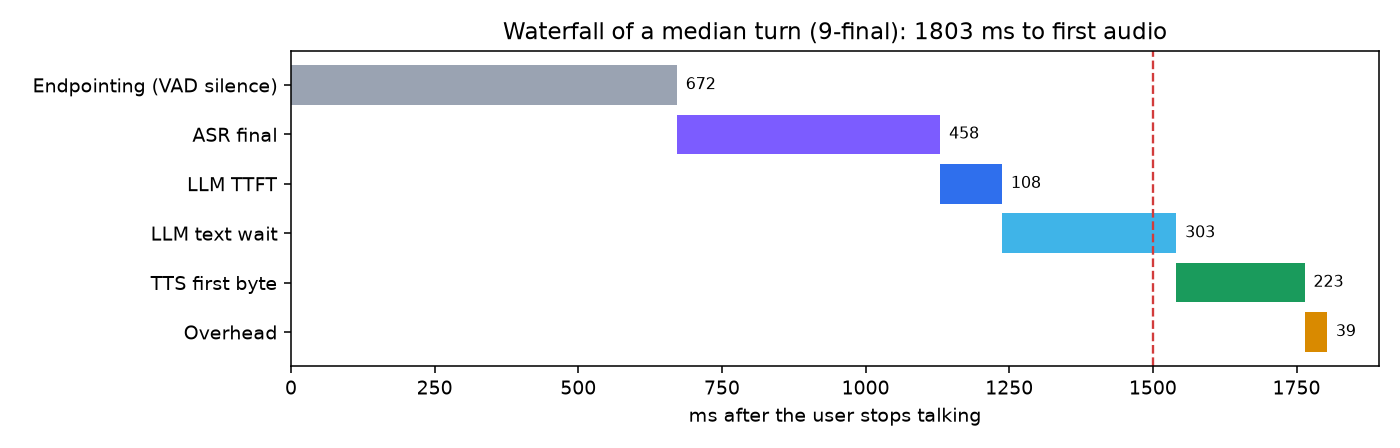 Waterfall of a median turn (9-final): 1803 ms to first audio
Endpointing (VAD silence)
672
ASR final
458
LLM TTFT
108
LLM text wait
303
TTS first byte
223
Overhead
39
0 250 500 750 1000 1250 1500 1750
ms after the user stops talking